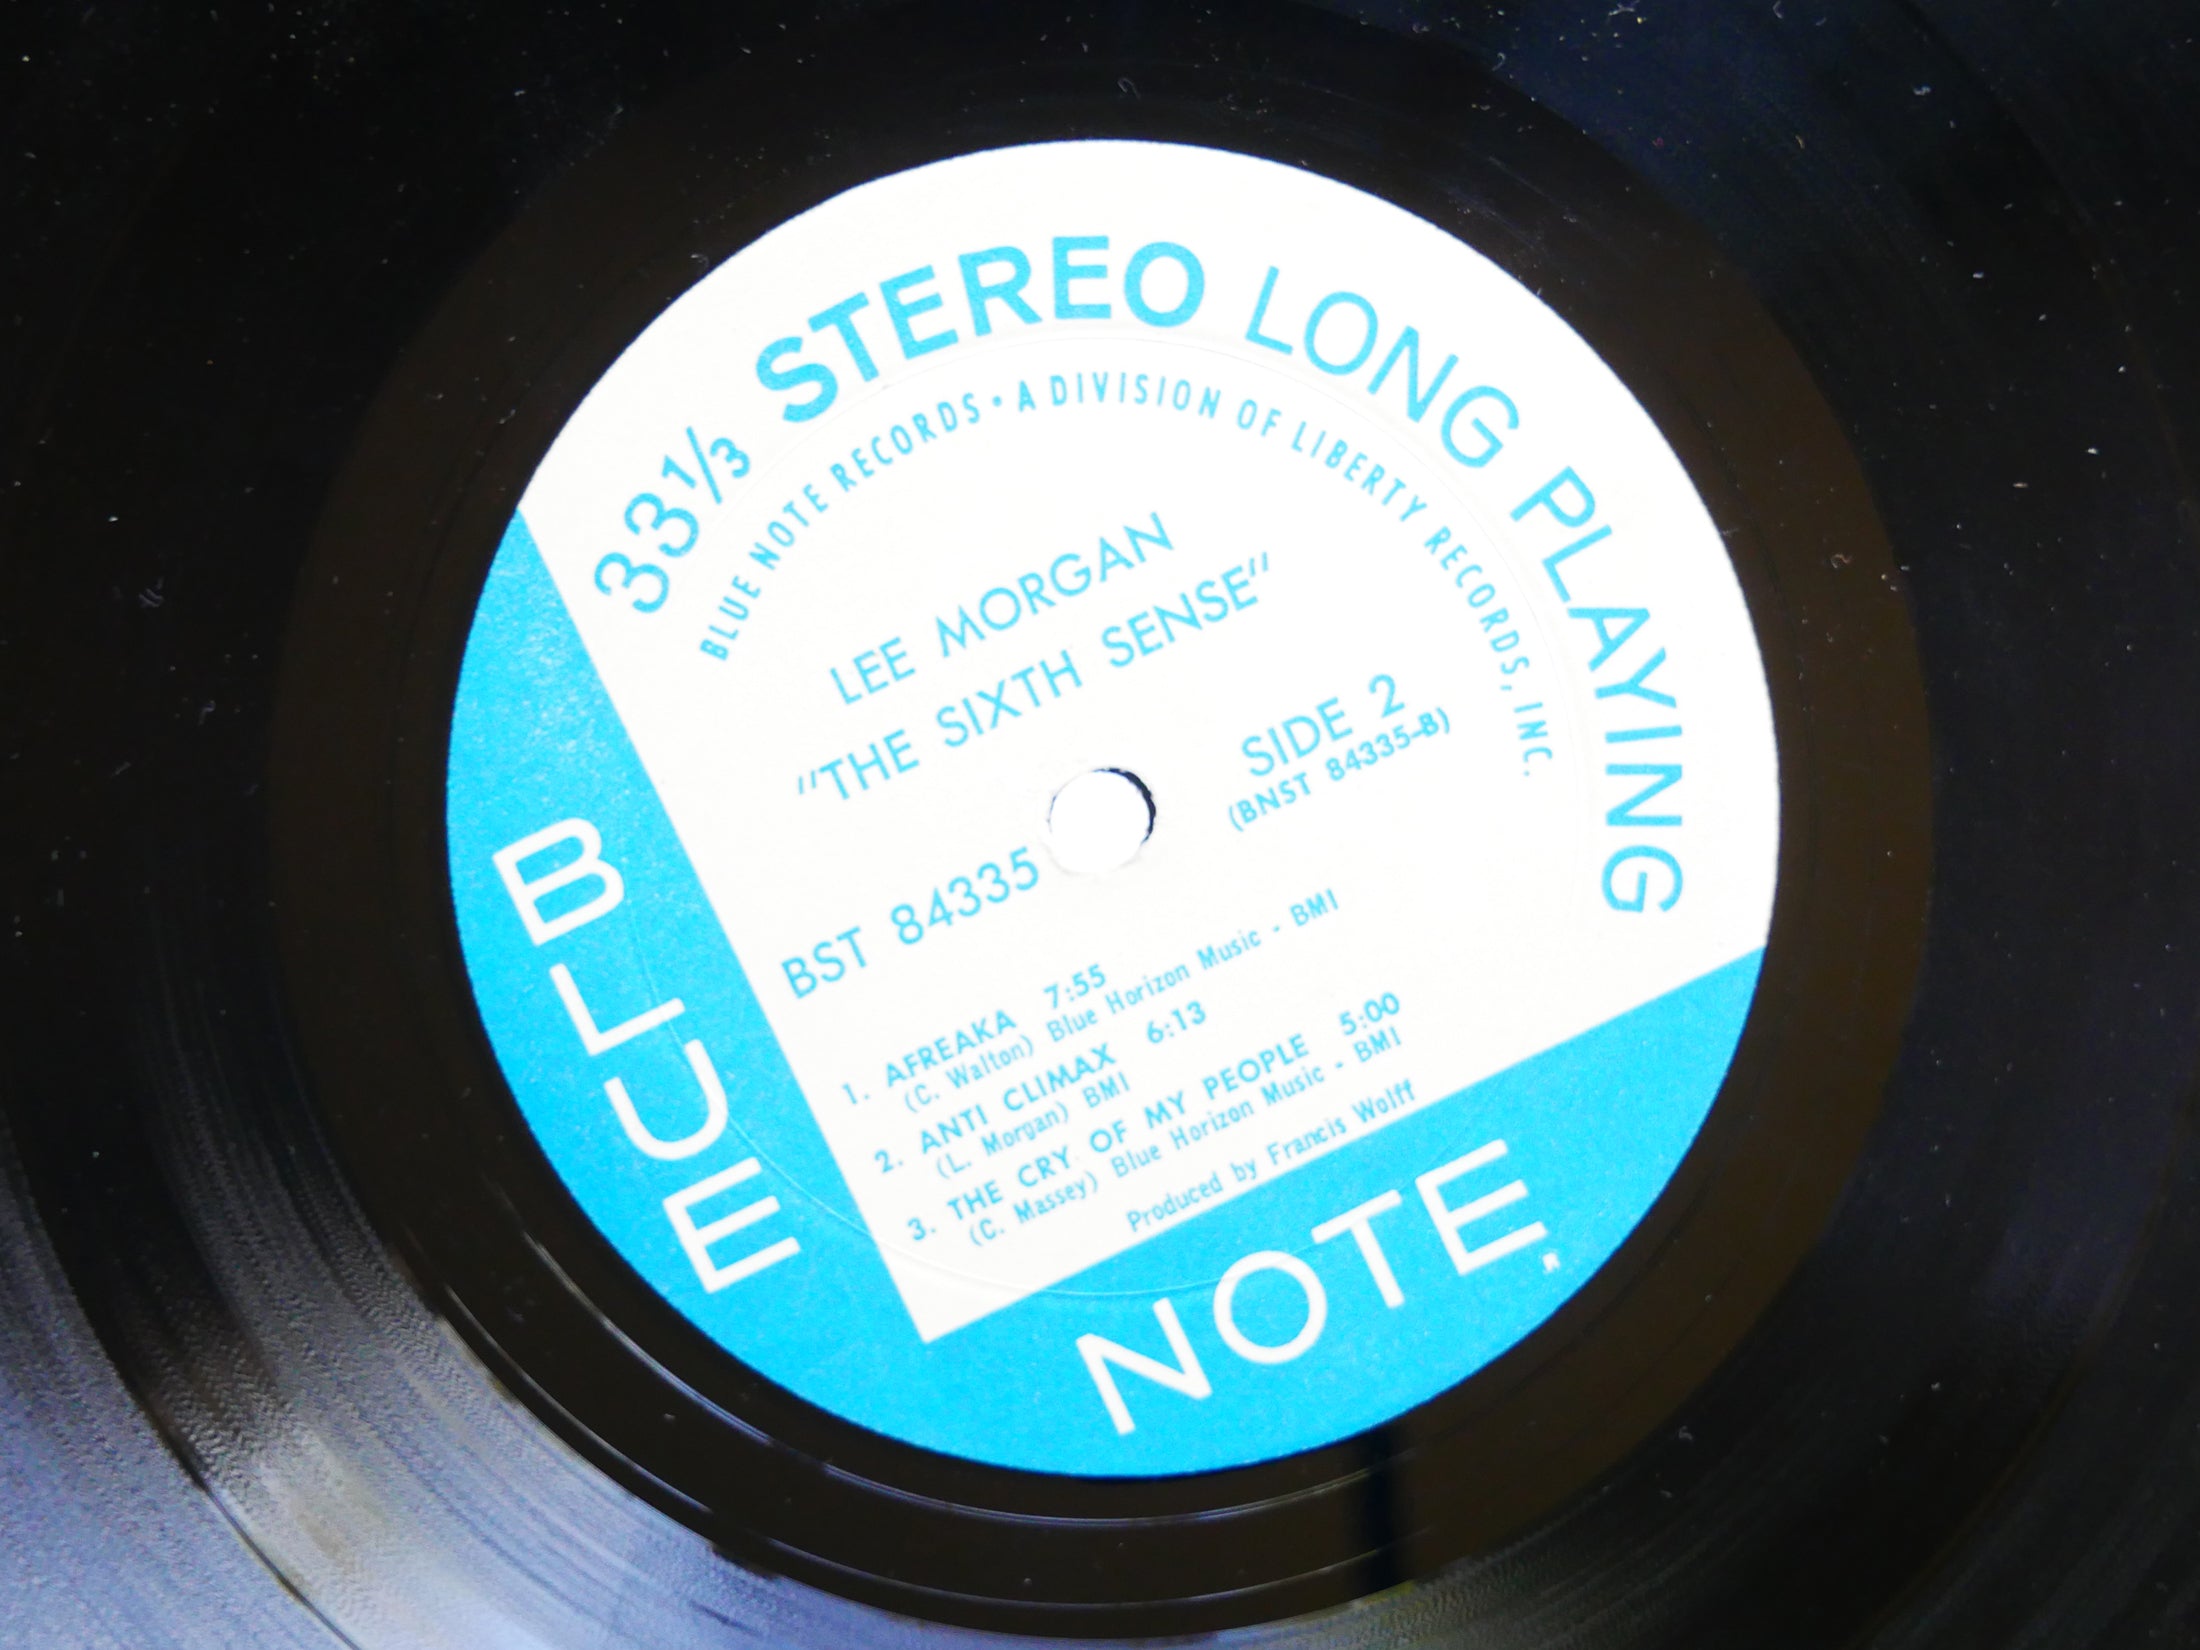 33⅓ STEREO LONG PLAYING
BLUE NOTE RECORDS • A DIVISION OF LIBERTY RECORDS, INC.
LEE MORGAN
"THE SIXTH SENSE"
SIDE 2
(BNST 84335-B)
BST 84335
1. AFREAKA 7:55
(C. Walton) Blue Horizon Music - BMI
2. ANTI CLIMAX 6:13
(L. Morgan) BMI
3. THE CRY OF MY PEOPLE 5:00
(C. Massey) Blue Horizon Music - BMI
Produced by Francis Wolff
BLUE
NOTE